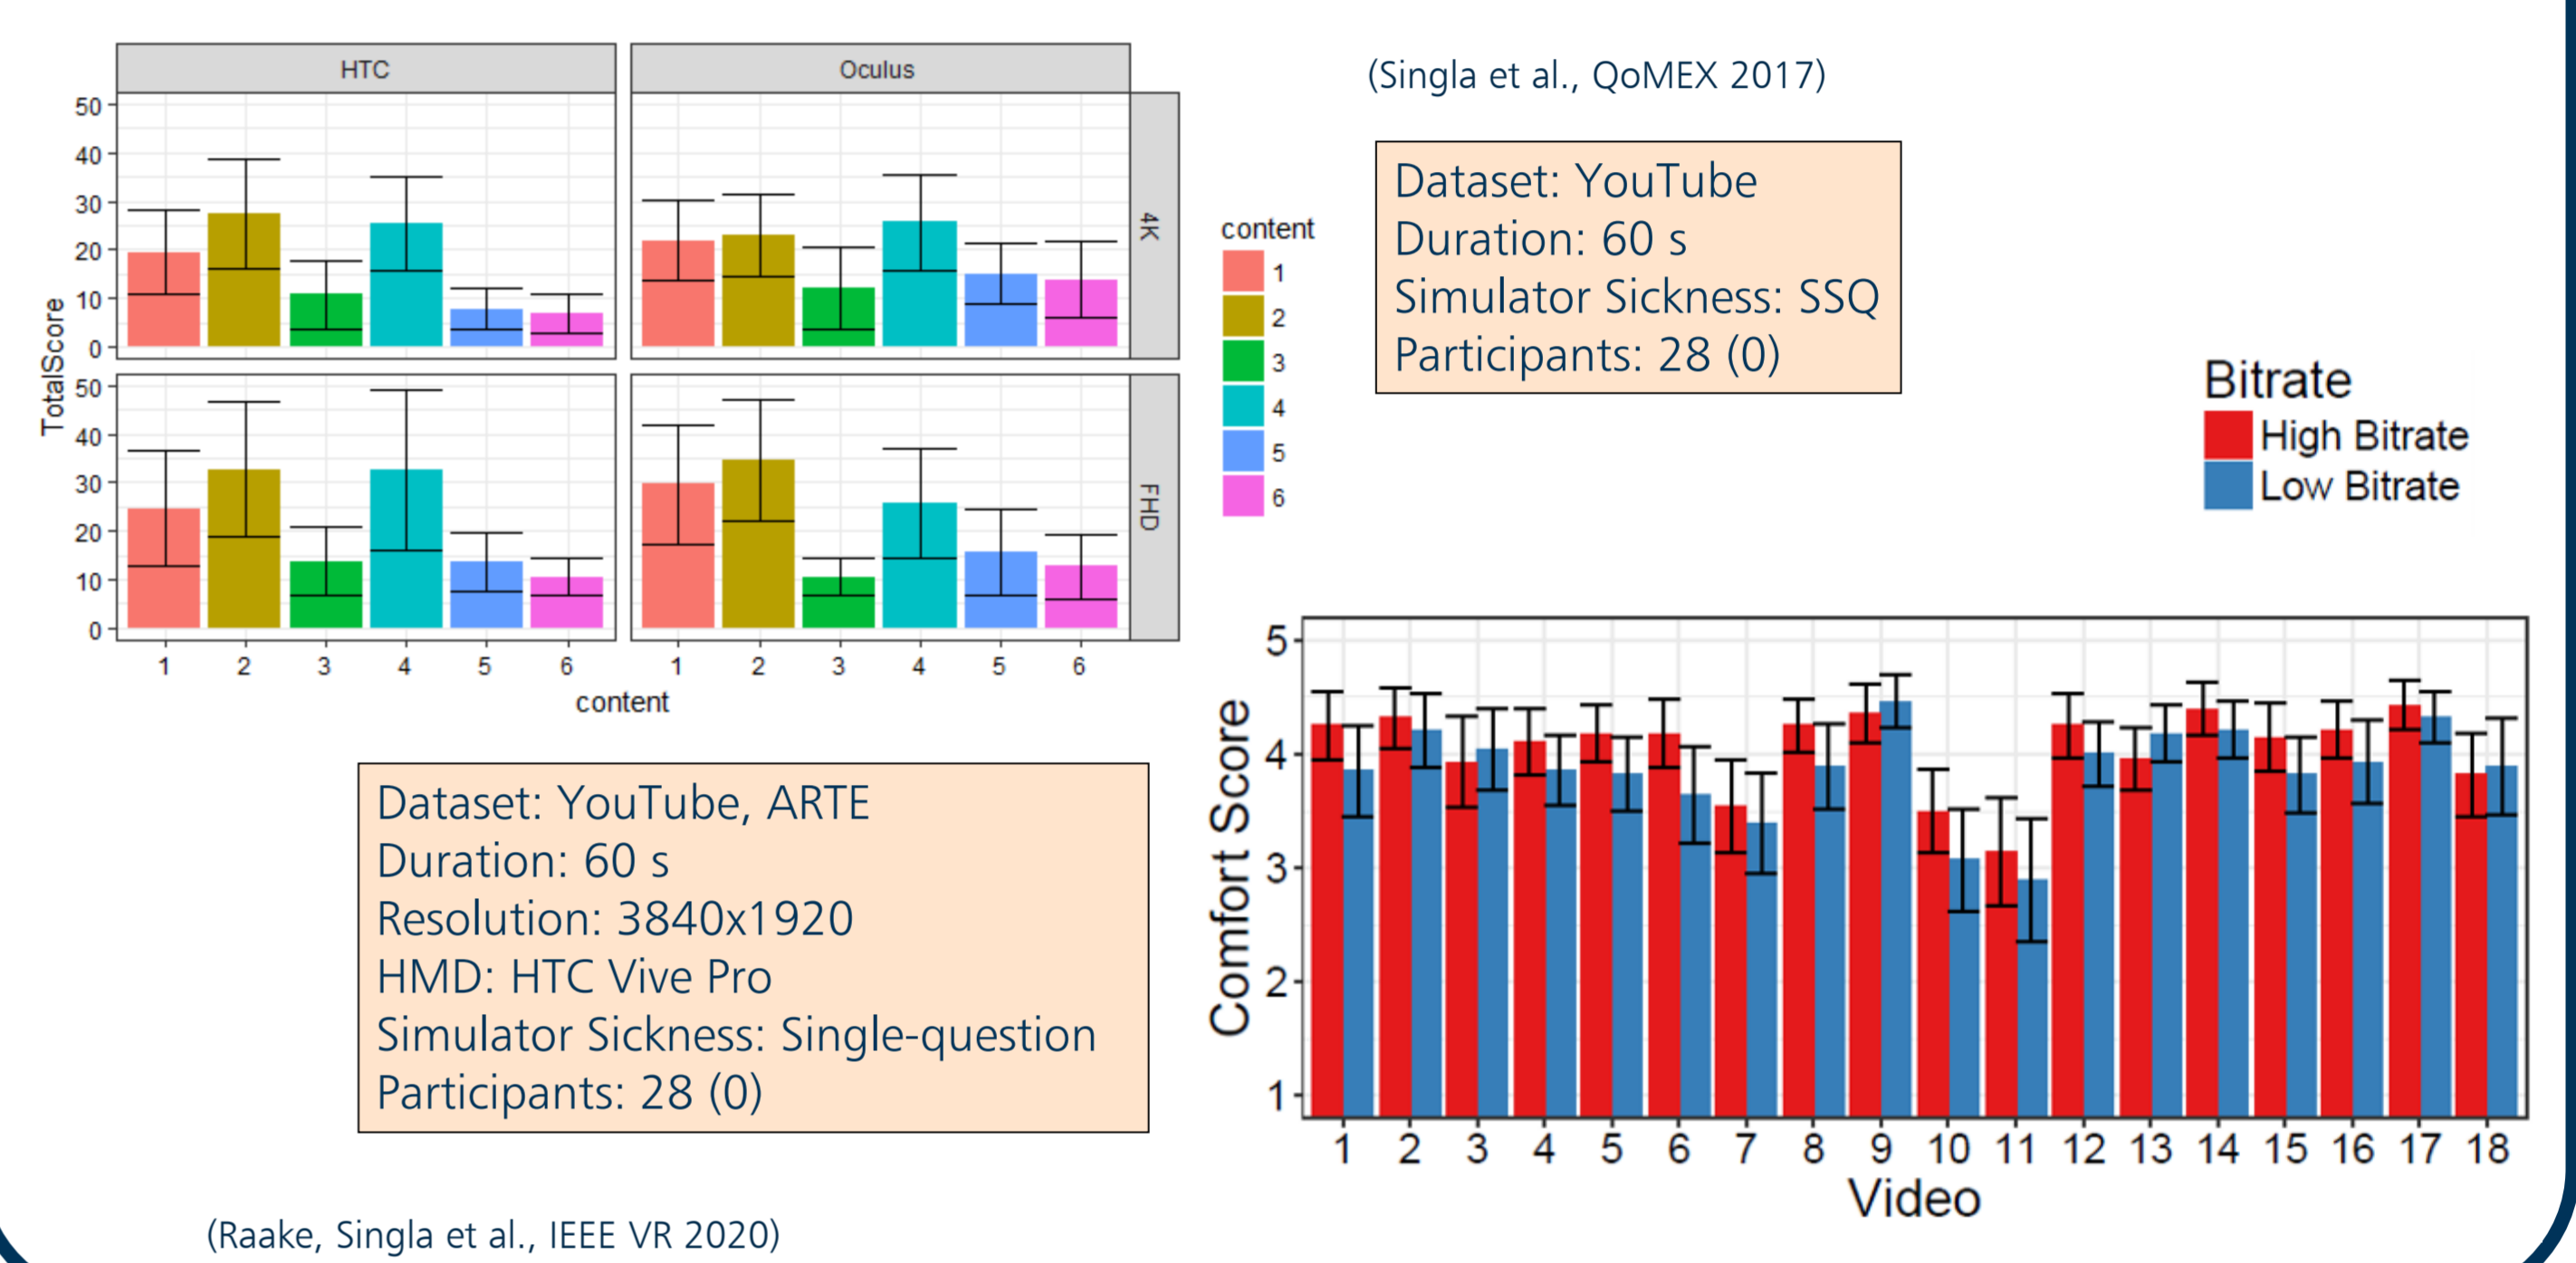 HTC
Oculus
50
40
30
20
10
0
4K
50
40
30
20
10
0
FHD
TotalScore
1 2 3 4 5 6
1 2 3 4 5 6
content
content
1
2
3
4
5
6
(Singla et al., QoMEX 2017)
Dataset: YouTube
Duration: 60 s
Simulator Sickness: SSQ
Participants: 28 (0)
Bitrate
High Bitrate
Low Bitrate
Dataset: YouTube, ARTE
Duration: 60 s
Resolution: 3840x1920
HMD: HTC Vive Pro
Simulator Sickness: Single-question
Participants: 28 (0)
(Raake, Singla et al., IEEE VR 2020)
Comfort Score
5
4
3
2
1
1 2 3 4 5 6 7 8 9 10 11 12 13 14 15 16 17 18
Video